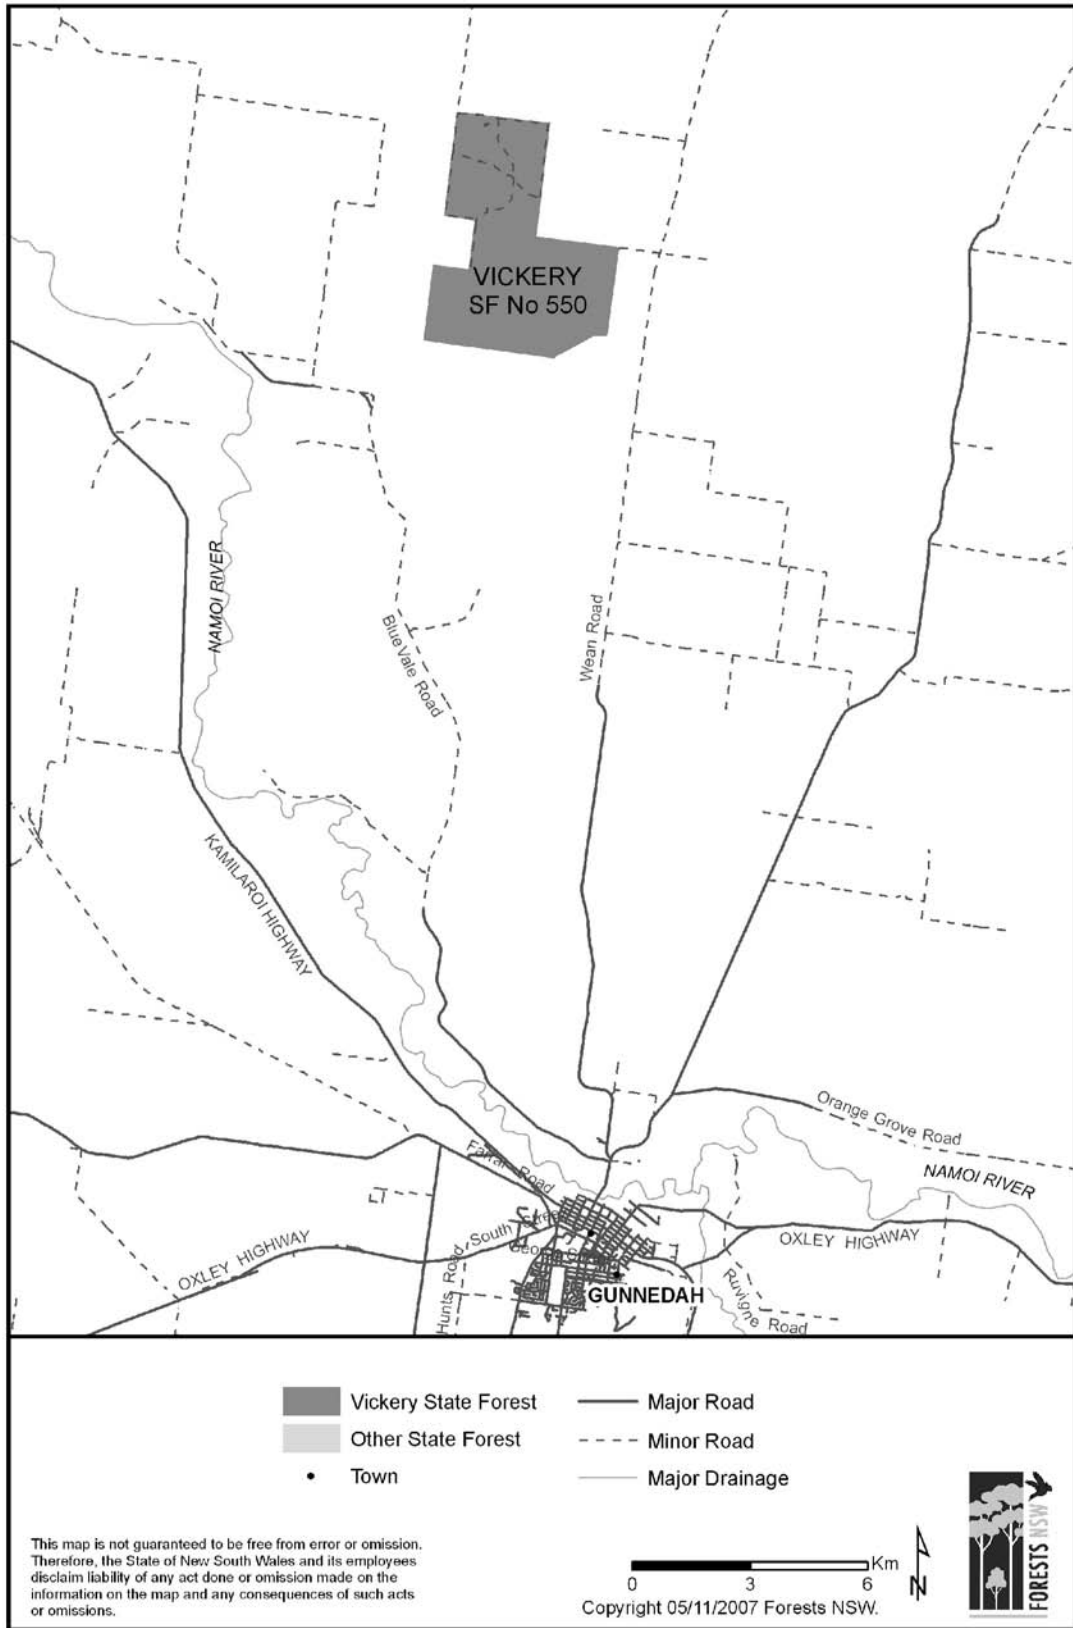 VICKERY
SF No 550
NAMOI RIVER
Blue Vale Road
Wean Road
KAMILAROI HIGHWAY
Orange Grove Road
NAMOI RIVER
Farrar Road
OXLEY HIGHWAY
South Street
OXLEY HIGHWAY
Hunts Road
GUNNEDAH
Ruvigne Road
Vickery State Forest
Major Road
Other State Forest
Minor Road
Town
Major Drainage
This map is not guaranteed to be free from error or omission.
Therefore, the State of New South Wales and its employees
disclaim liability of any act done or omission made on the
information on the map and any consequences of such acts
or omissions.
Km
0 3 6
N
Copyright 05/11/2007 Forests NSW.
FORESTS NSW